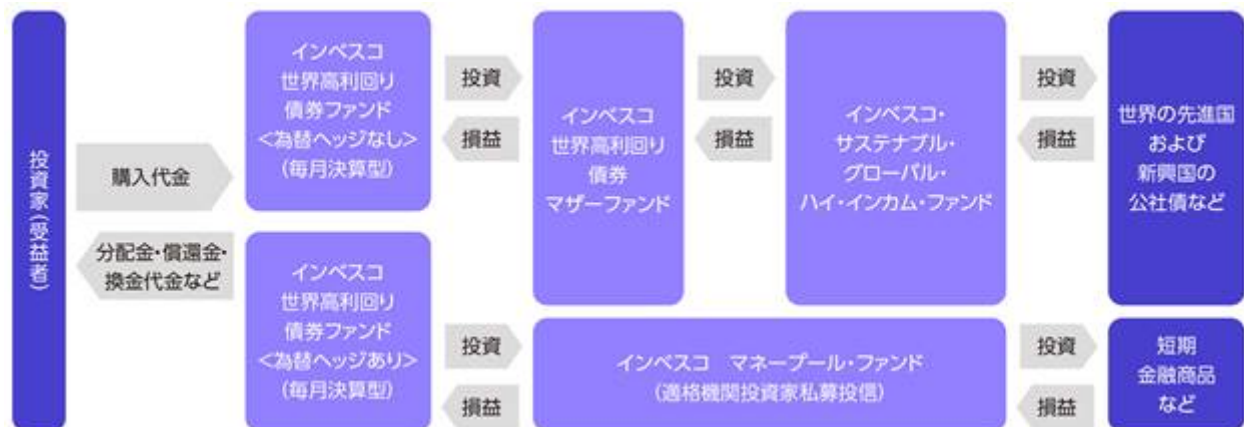 投資家(受益者)
購入代金
分配金・償還金・
換金代金など
インベスコ
世界高利回り
債券ファンド
<為替ヘッジなし>
(毎月決算型)
インベスコ
世界高利回り
債券ファンド
<為替ヘッジあり>
(毎月決算型)
投資
損益
インベスコ
世界高利回り
債券
マザーファンド
投資
損益
インベスコ・
サステナブル・
グローバル・
ハイ・インカム・ファンド
投資
損益
世界の先進国
および
新興国の
公社債など
投資
損益
インベスコ　マネープール・ファンド
(適格機関投資家私募投信)
投資
損益
短期
金融商品
など